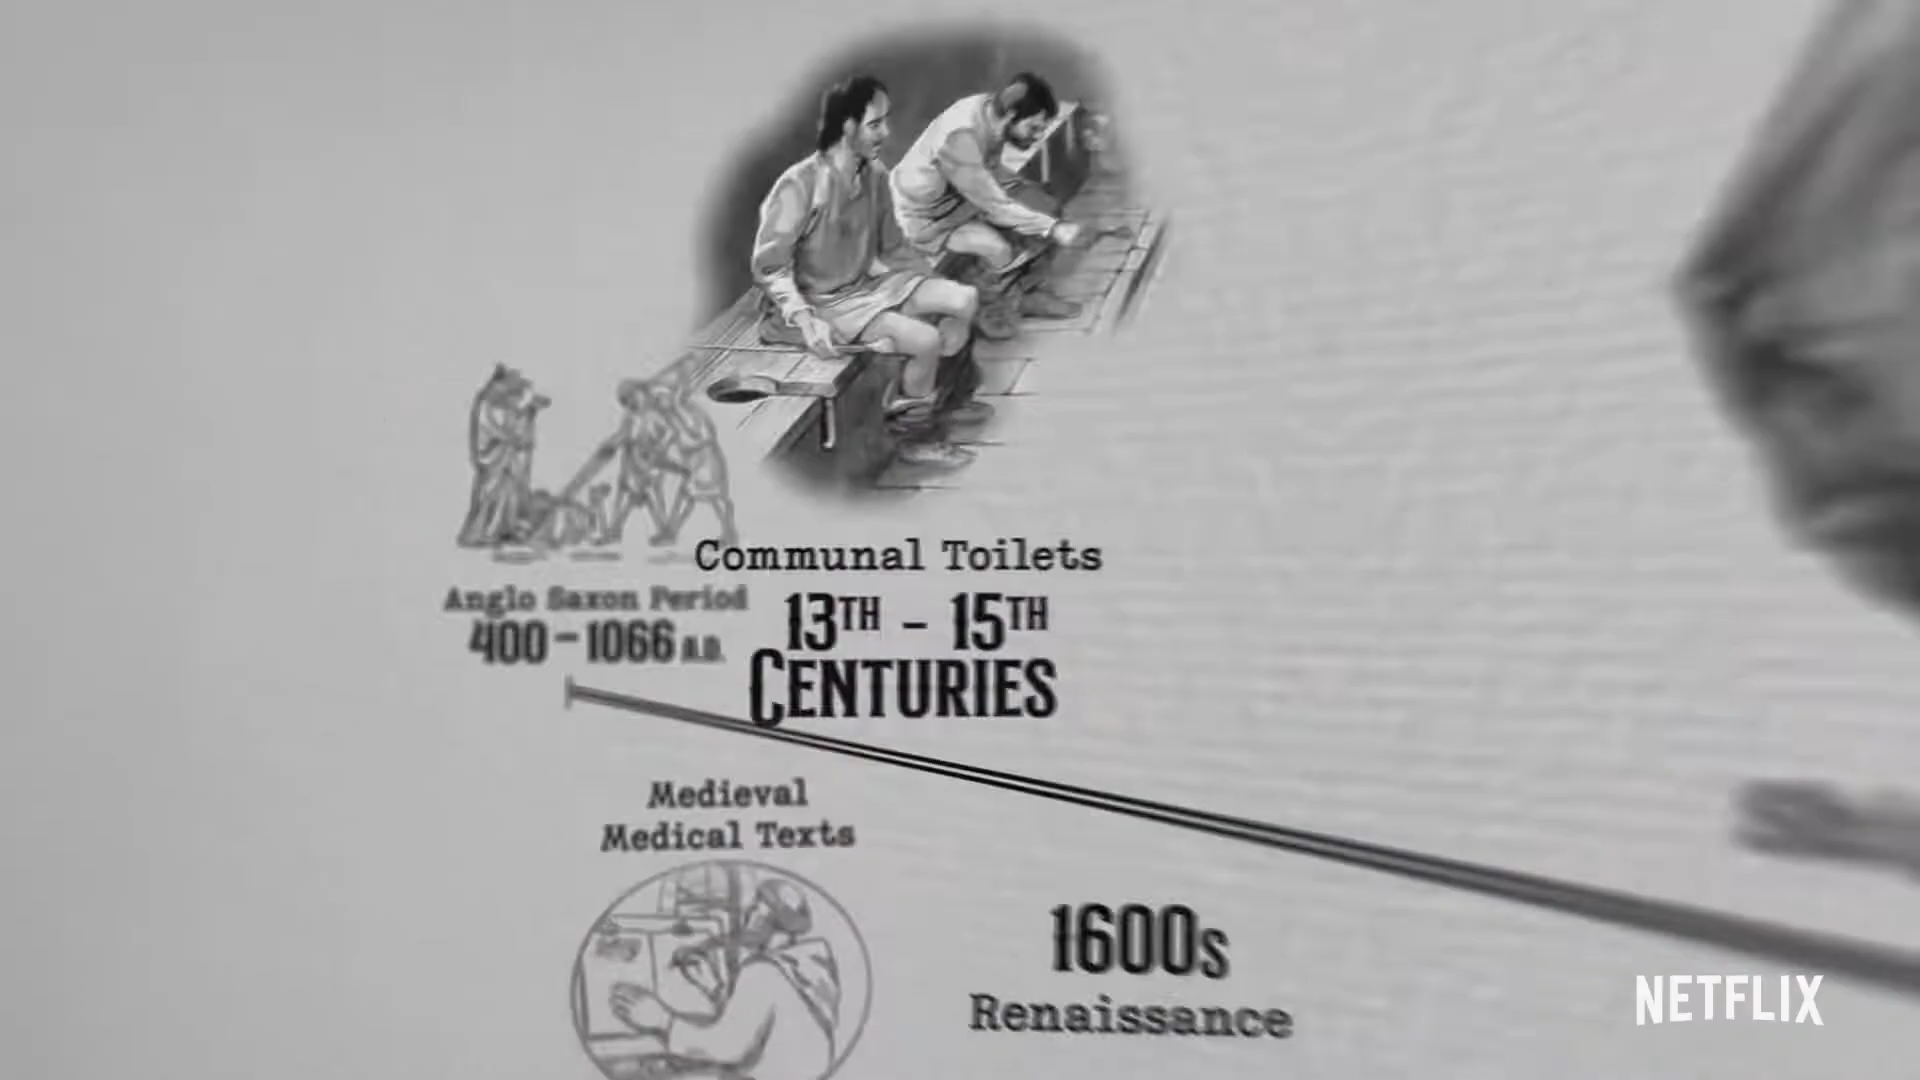 Communal Toilets
13TH - 15TH
CENTURIES
Anglo Saxon Period
400-1066 A.D.
Medieval
Medical Texts
1600s
Renaissance
NETFLIX